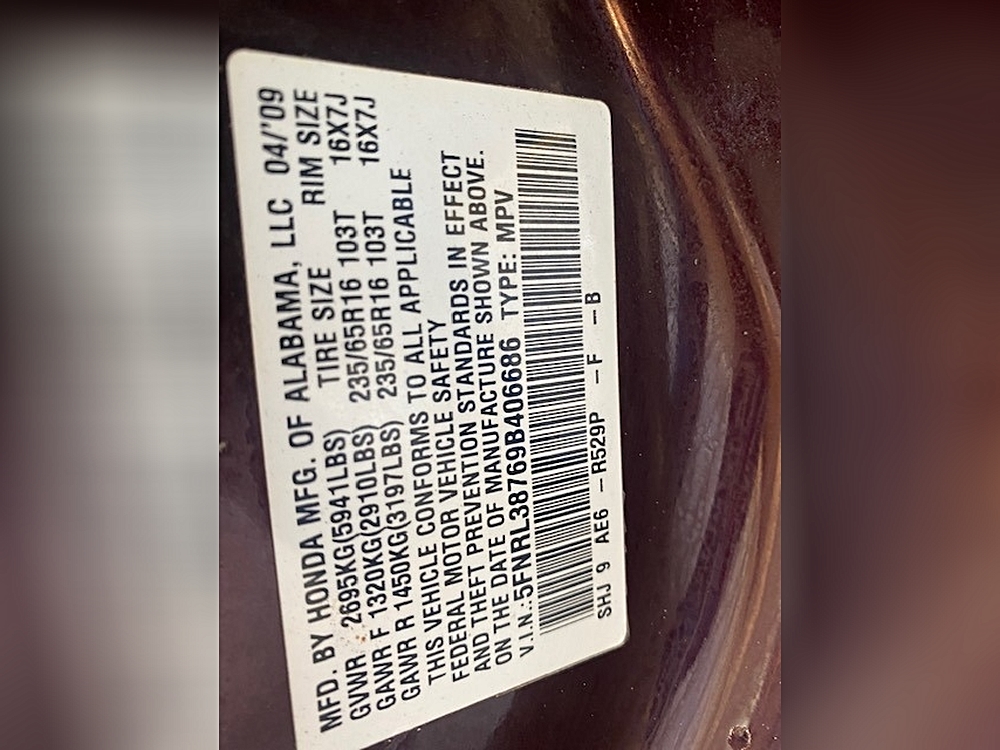 MFD. BY HONDA MFG. OF ALABAMA, LLC 04/'09
TIRE SIZE RIM SIZE
GVWR 2695KG(5941LBS)
GAWR F 1320KG(2910LBS) 235/65R16 103T 16X7J
GAWR R 1450KG(3197LBS) 235/65R16 103T 16X7J
THIS VEHICLE CONFORMS TO ALL APPLICABLE
FEDERAL MOTOR VEHICLE SAFETY
AND THEFT PREVENTION STANDARDS IN EFFECT
ON THE DATE OF MANUFACTURE SHOWN ABOVE.
V.I.N.:5FNRL38769B406686 TYPE: MPV
SHJ 9 AE6 -R529P -F -B